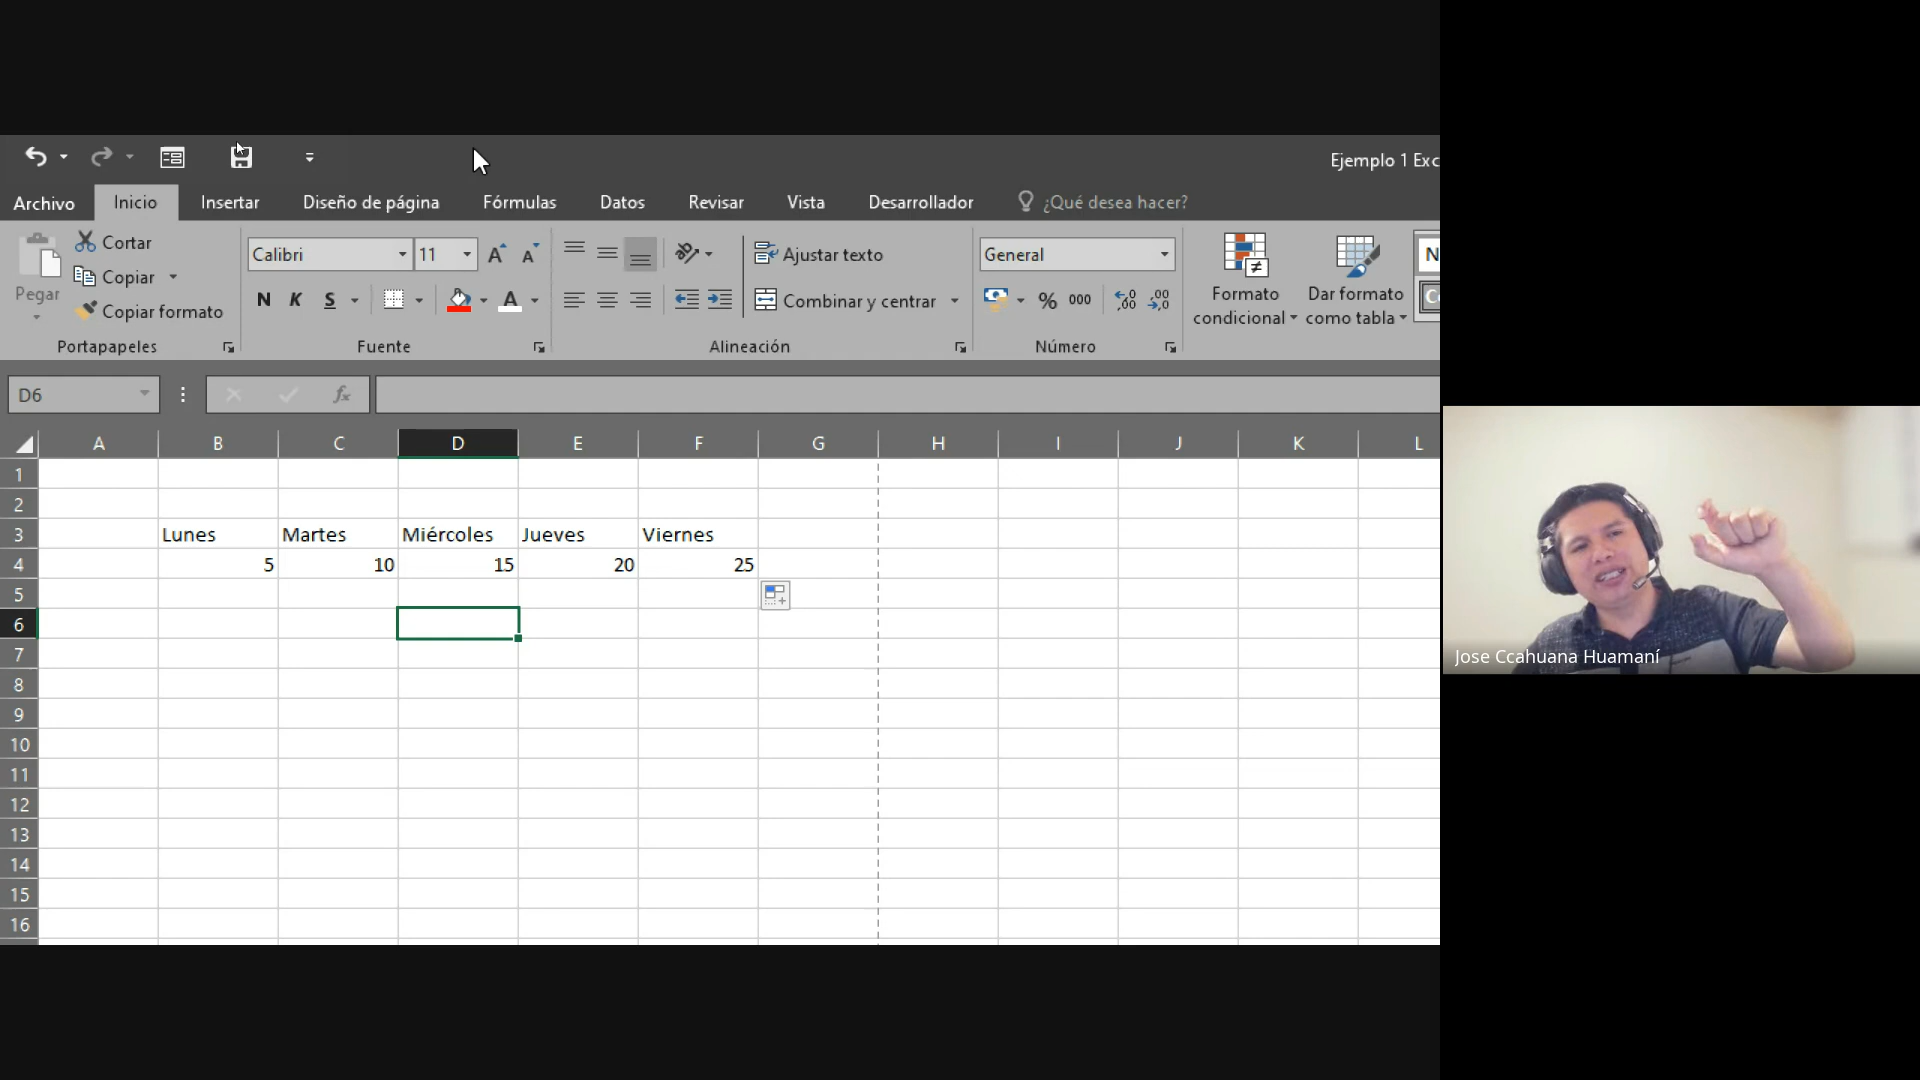 Ejemplo 1 Exc
Archivo Inicio Insertar Diseño de página Fórmulas Datos Revisar Vista Desarrollador ¿Qué desea hacer?
Cortar
Copiar
Copiar formato
Pegar
Portapapeles
Calibri 11
N K S
Fuente
Ajustar texto
Combinar y centrar
Alineación
General
% 000
Número
Formato condicional
Dar formato como tabla
D6
fx
A B C D E F G H I J K L
1
2
3 Lunes Martes Miércoles Jueves Viernes
4 5 10 15 20 25
5
6
7
8
9
10
11
12
13
14
15
16
Jose Ccahuana Huamaní